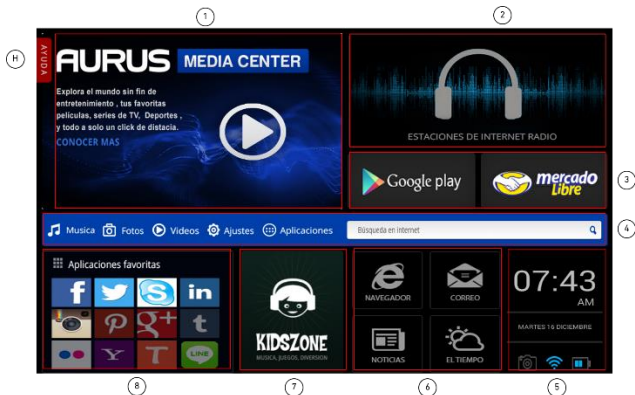 1
2
H
AYUDA
AURUS MEDIA CENTER
Explora el mundo sin fin de
entretenimiento , tus favoritas
peliculas, series de TV, Deportes ,
y todo a solo un click de distacia.
CONOCER MAS
ESTACIONES DE INTERNET RADIO
Google play
mercado
libre
3
Musica
Fotos
Videos
Ajustes
Aplicaciones
Búsqueda en internet
4
Aplicaciones favoritas
f
S
in
P
g+
t
Y
T
LINE
KIDSZONE
MUSICA, JUEGOS, DIVERSION
NAVEGADOR
CORREO
NOTICIAS
EL TIEMPO
07:43
AM
MARTES 16 DICIEMBRE
8
7
6
5